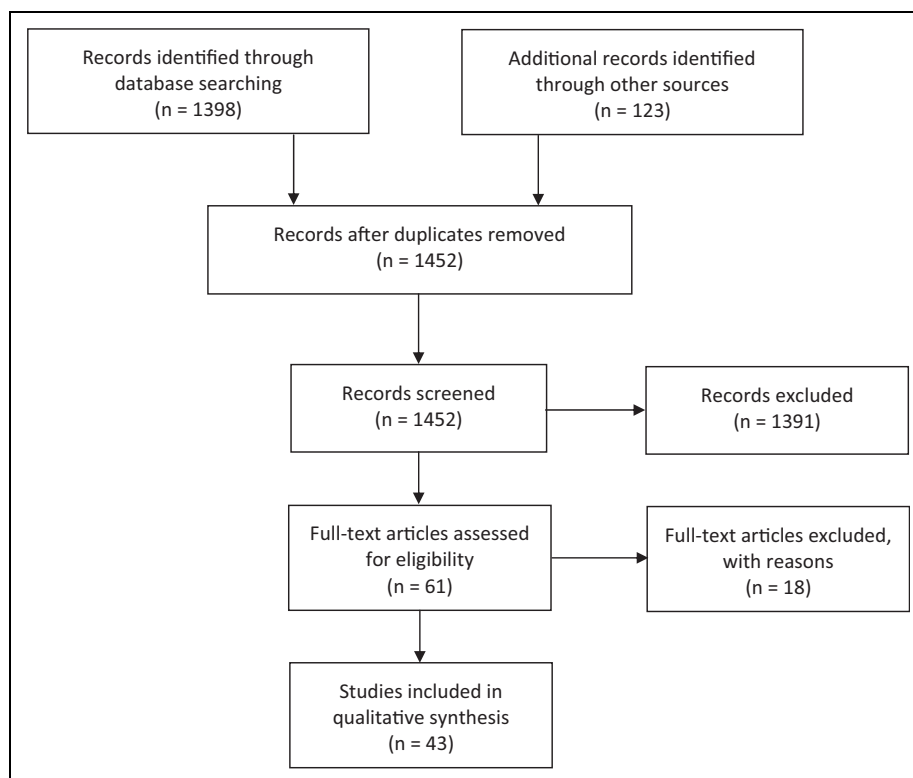 Records identified through
database searching
(n = 1398)
Additional records identified
through other sources
(n = 123)
Records after duplicates removed
(n = 1452)
Records screened
(n = 1452)
Records excluded
(n = 1391)
Full-text articles assessed
for eligibility
(n = 61)
Full-text articles excluded,
with reasons
(n = 18)
Studies included in
qualitative synthesis
(n = 43)